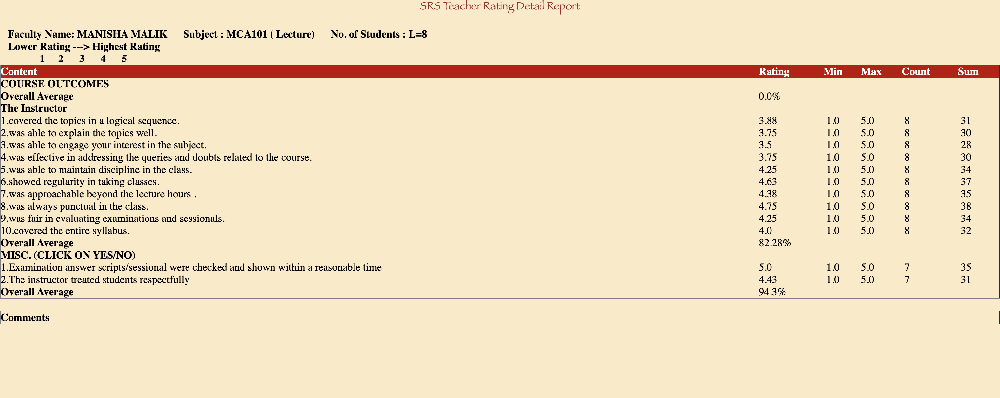 SRS Teacher Rating Detail Report
Faculty Name: MANISHA MALIK Subject : MCA101 ( Lecture) No. of Students : L=8
Lower Rating ---> Highest Rating
1 2 3 4 5
Content Rating Min Max Count Sum
COURSE OUTCOMES
Overall Average 0.0%
The Instructor
1.covered the topics in a logical sequence. 3.88 1.0 5.0 8 31
2.was able to explain the topics well. 3.75 1.0 5.0 8 30
3.was able to engage your interest in the subject. 3.5 1.0 5.0 8 28
4.was effective in addressing the queries and doubts related to the course. 3.75 1.0 5.0 8 30
5.was able to maintain discipline in the class. 4.25 1.0 5.0 8 34
6.showed regularity in taking classes. 4.63 1.0 5.0 8 37
7.was approachable beyond the lecture hours . 4.38 1.0 5.0 8 35
8.was always punctual in the class. 4.75 1.0 5.0 8 38
9.was fair in evaluating examinations and sessionals. 4.25 1.0 5.0 8 34
10.covered the entire syllabus. 4.0 1.0 5.0 8 32
Overall Average 82.28%
MISC. (CLICK ON YES/NO)
1.Examination answer scripts/sessional were checked and shown within a reasonable time 5.0 1.0 5.0 7 35
2.The instructor treated students respectfully 4.43 1.0 5.0 7 31
Overall Average 94.3%
Comments